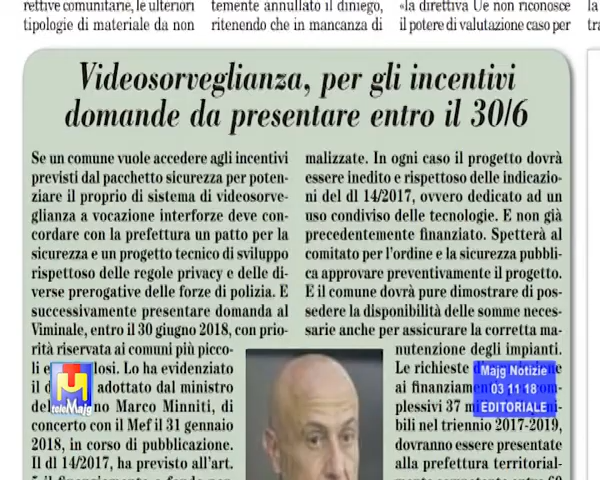 rettive comunitarie, le ulteriori
tipologie di materiale da non
temente annullato il diniego,
ritenendo che in mancanza di
«la direttiva Ue non riconosce
il potere di valutazione caso per
la
tra
Videosorveglianza, per gli incentivi
domande da presentare entro il 30/6
Se un comune vuole accedere agli incentivi
previsti dal pacchetto sicurezza per poten-
ziare il proprio di sistema di videosorve-
glianza a vocazione interforze deve con-
cordare con la prefettura un patto per la
sicurezza e un progetto tecnico di sviluppo
rispettoso delle regole privacy e delle di-
verse prerogative delle forze di polizia. E
successivamente presentare domanda al
Viminale, entro il 30 giugno 2018, con prio-
rità riservata ai comuni più picco-
li e losi. Lo ha evidenziato
il d adottato dal ministro
del no Marco Minniti, di
concerto con il Mef il 31 gennaio
2018, in corso di pubblicazione.
Il dl 14/2017, ha previsto all'art.
malizzate. In ogni caso il progetto dovrà
essere inedito e rispettoso delle indicazio-
ni del dl 14/2017, ovvero dedicato ad un
uso condiviso delle tecnologie. E non già
precedentemente finanziato. Spetterà al
comitato per l'ordine e la sicurezza pubbli-
ca approvare preventivamente il progetto.
E il comune dovrà pure dimostrare di pos-
sedere la disponibilità delle somme neces-
sarie anche per assicurare la corretta ma-
nutenzione degli impianti.
Le richieste
ai finanziamen
plessivi 37 mi
bili nel triennio 2017-2019,
dovranno essere presentate
alla prefettura territorial-
teleMajg
Majg Notizie
03 11 18
EDITORIALE